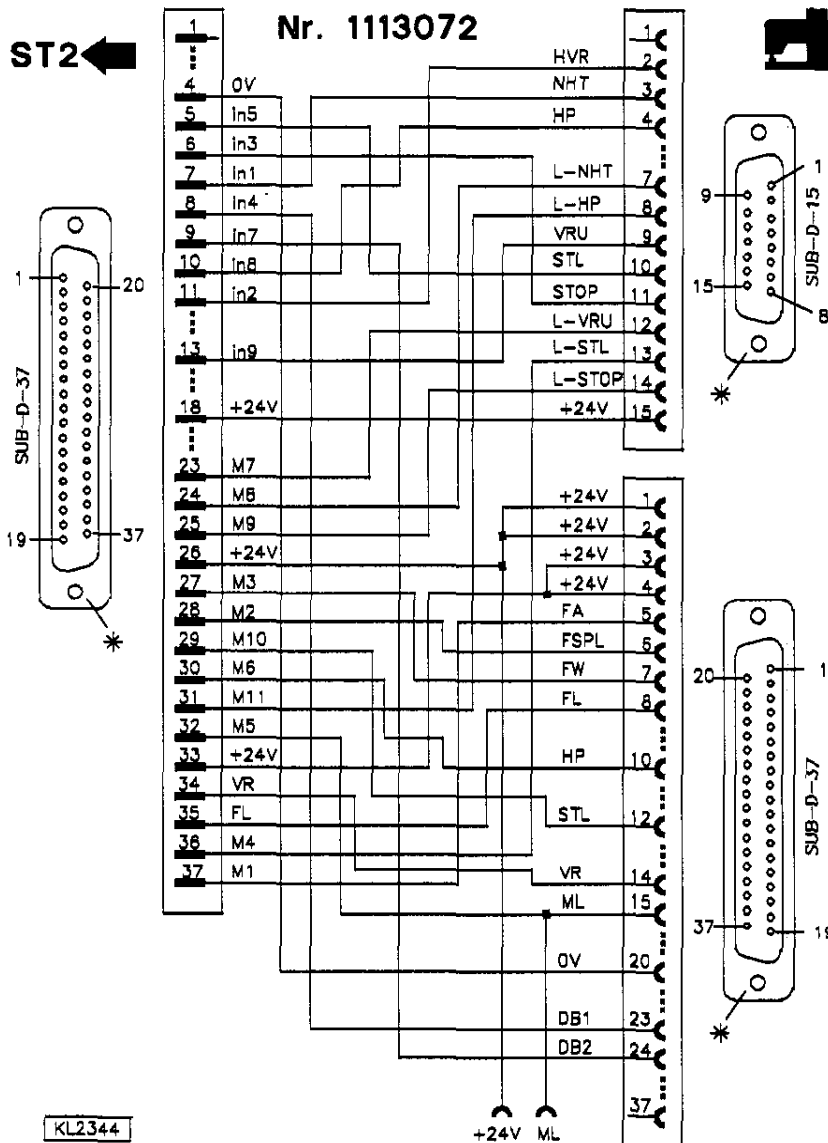 Nr. 1113072
ST2
1
4 0V
5 in5
6 in3
7 in1
8 in4
9 in7
10 in8
11 in2
13 in9
18 +24V
23 M7
24 M8
25 M9
26 +24V
27 M3
28 M2
29 M10
30 M6
31 M11
32 M5
33 +24V
34 VR
35 FL
36 M4
37 M1
1
HVR 2
NHT 3
HP 4
L-NHT 7
L-HP 8
VRU 9
STL 10
STOP 11
L-VRU 12
L-STL 13
L-STOP 14
+24V 15
+24V 1
+24V 2
+24V 3
+24V 4
FA 5
FSPL 6
FW 7
FL 8
HP 10
STL 12
VR 14
ML 15
0V 20
DB1 23
DB2 24
37
+24V ML
1 20
SUB-D-37
19 37
*
9 1
SUB-D-15
15 8
*
20 1
SUB-D-37
37 19
*
KL2344